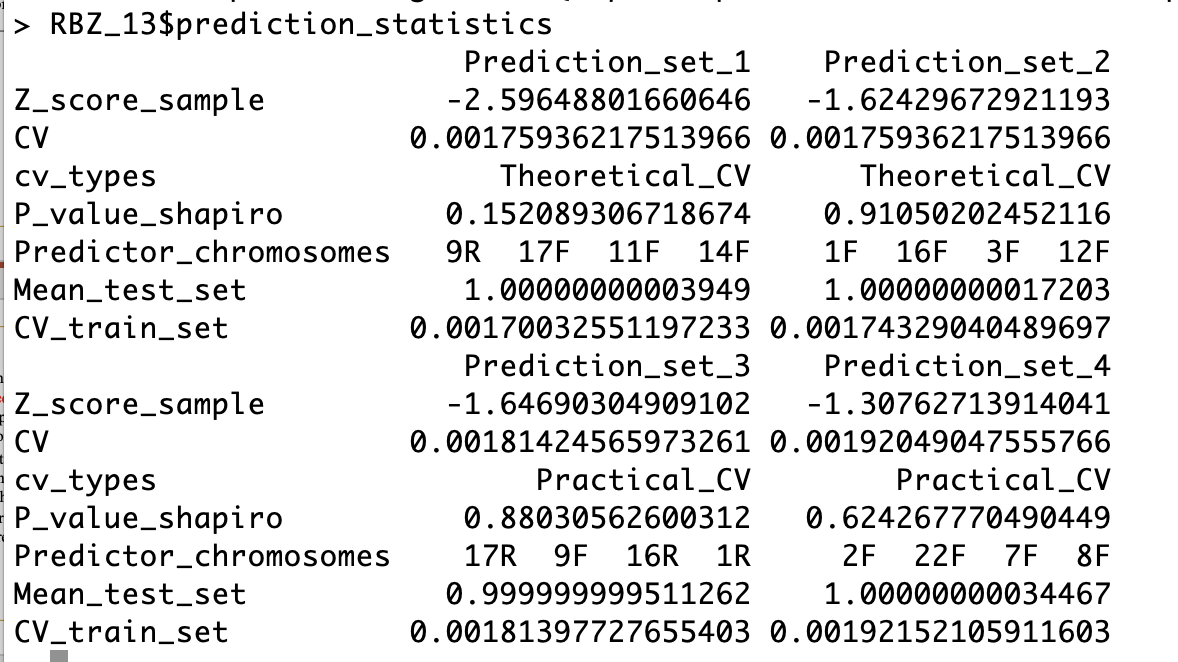 > RBZ_13$prediction_statistics
Prediction_set_1 Prediction_set_2
Z_score_sample -2.59648801660646 -1.62429672921193
CV 0.00175936217513966 0.00175936217513966
cv_types Theoretical_CV Theoretical_CV
P_value_shapiro 0.152089306718674 0.91050202452116
Predictor_chromosomes 9R 17F 11F 14F 1F 16F 3F 12F
Mean_test_set 1.00000000003949 1.00000000017203
CV_train_set 0.00170032551197233 0.00174329040489697
Prediction_set_3 Prediction_set_4
Z_score_sample -1.64690304909102 -1.30762713914041
CV 0.00181424565973261 0.00192049047555766
cv_types Practical_CV Practical_CV
P_value_shapiro 0.88030562600312 0.624267770490449
Predictor_chromosomes 17R 9F 16R 1R 2F 22F 7F 8F
Mean_test_set 0.999999999511262 1.00000000034467
CV_train_set 0.00181397727655403 0.00192152105911603